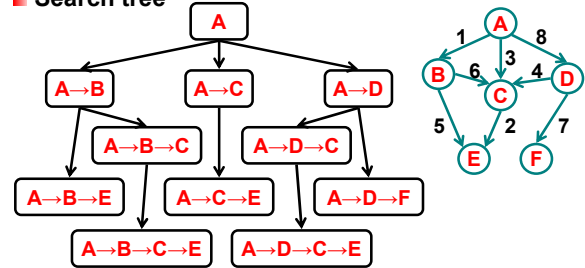 Search tree
A
A→B
A→C
A→D
A→B→C
A→D→C
A→B→E
A→C→E
A→D→F
A→B→C→E
A→D→C→E
A
1
3
8
B
6
C
4
D
5
2
7
E
F